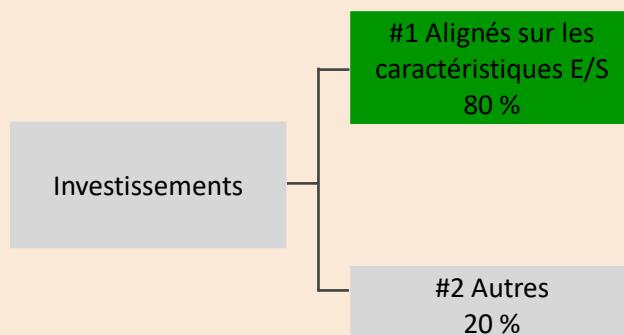 #1 Alignés sur les
caractéristiques E/S
80 %
Investissements
#2 Autres
20 %